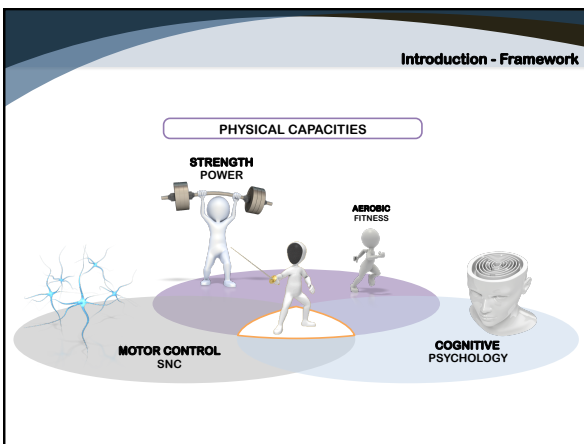 Introduction - Framework
PHYSICAL CAPACITIES
STRENGTH
POWER
AEROBIC
FITNESS
MOTOR CONTROL
SNC
COGNITIVE
PSYCHOLOGY